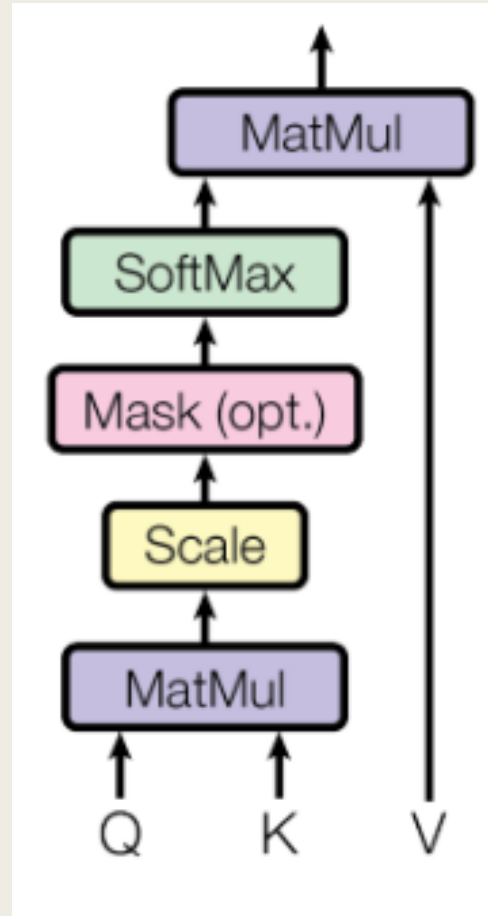 MatMul
SoftMax
Mask (opt.)
Scale
MatMul
Q K V